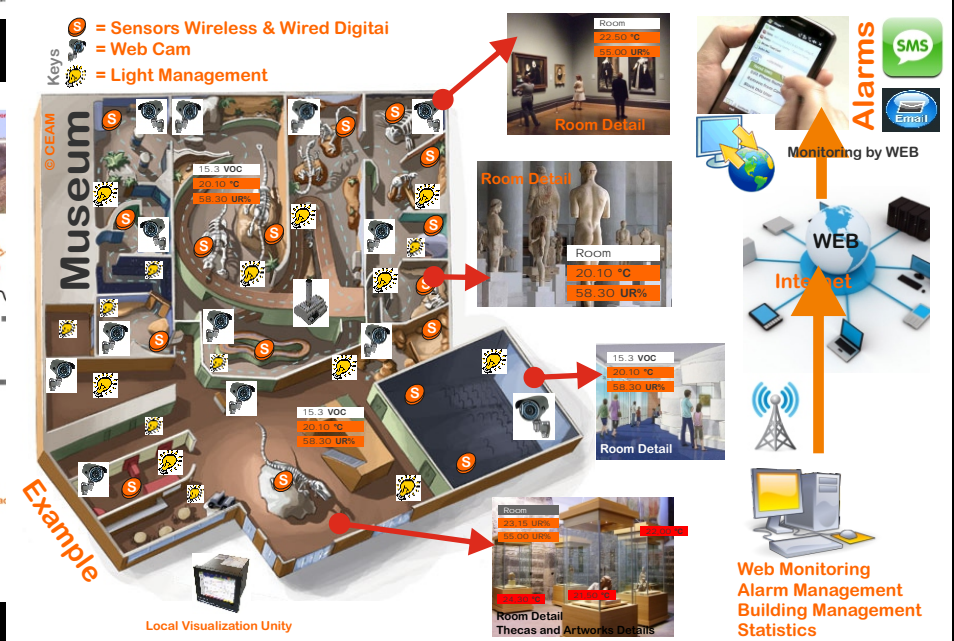 Keys
S = Sensors Wireless & Wired Digitai
= Web Cam
= Light Management
© CEAM
Museum
Example
15.3 VOC
20.10 °C
58.30 UR%
15.3 VOC
20.10 °C
58.30 UR%
Local Visualization Unity
Room
22.50 °C
55.00 UR%
Room Detail
Room Detail
Room
20.10 °C
58.30 UR%
15.3 VOC
20.10 °C
58.30 UR%
Room Detail
Room
23,15 UR%
55.00 UR%
Room Detail
Thecas and Artworks Details
SMS
Email
Alarms
Monitoring by WEB
WEB
Internet
Web Monitoring
Alarm Management
Building Management
Statistics